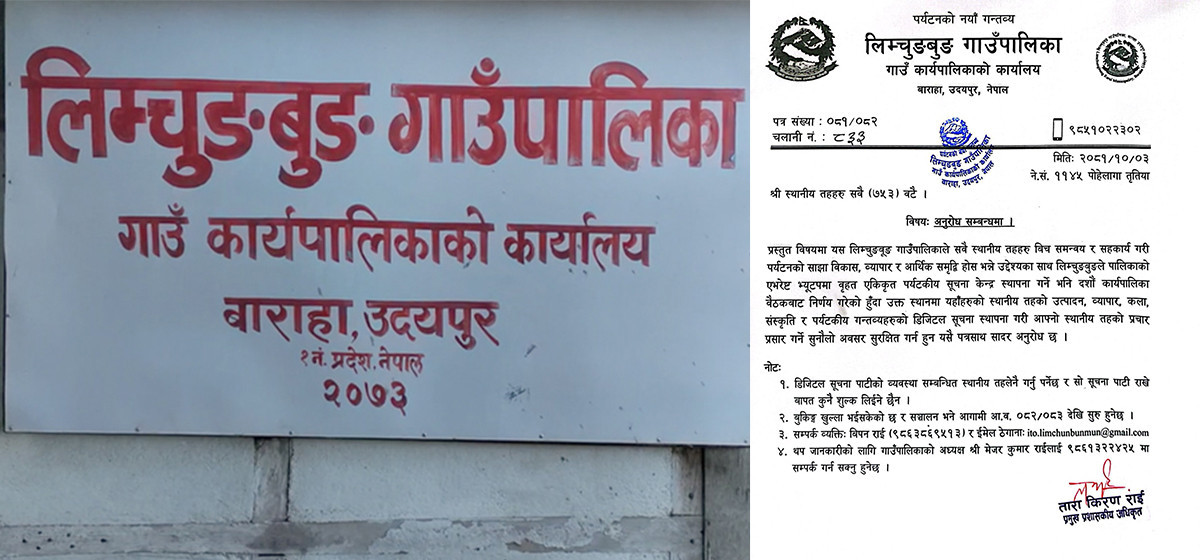 लिम्चुङबुङ गाउँपालिका
गाउँ कार्यपालिकाको कार्यालय
बाराहा, उदयपुर
१ नं. प्रदेश, नेपाल
२०७३
पर्यटनको नयाँ गन्तव्य
लिम्चुङबुङ गाउँपालिका
गाउँ कार्यपालिकाको कार्यालय
बाराहा, उदयपुर, नेपाल
पत्र संख्या : ०८१/०८२
चलानी नं. : ८३३
९८५१०२२३०२
लिम्चुङबुङ गाउँपालिका
गाउँ कार्यपालिकाको कार्यालय
बाराहा, उदयपुर, नेपाल
मितिः २०८१/१०/०३
ने.सं. ११४५ पोहेलागा तृतिया
श्री स्थानीय तहहरु सबै (७५३) वटै ।
विषयः अनुरोध सम्बन्धमा ।
प्रस्तुत विषयमा यस लिम्चुङबुङ गाउँपालिकाले सबै स्थानीय तहहरु विच समन्वय र सहकार्य गरी
पर्यटनको साझा विकास, व्यापार र आर्थिक समृद्वि होस भन्ने उद्देश्यका साथ लिम्चुङबुङले पालिकाको
एभरेष्ट भ्यूटपमा वृहत एकिकृत पर्यटकीय सूचना केन्द्र स्थापना गर्ने भनि दशौं कार्यपालिका
बैठकवाट निर्णय गरेको हुँदा उक्त स्थानमा यहाँहरुको स्थानीय तहको उत्पादन, व्यापार, कला,
संस्कृति र पर्यटकीय गन्तव्यहरुको डिजिटल सूचना स्थापना गरी आफ्नो स्थानीय तहको प्रचार
प्रसार गर्ने सुनौलो अवसर सुरक्षित गर्न हुन यसै पत्रसाथ सादर अनुरोध छ ।
नोटः
१. डिजिटल सूचना पाटीको व्यवस्था सम्बन्धित स्थानीय तहलेनै गर्नु पर्नेछ र सो सूचना पाटी राखे
वापत कुनै शुल्क लिईने छैन ।
२. वुकिङ्ग खुल्ला भईसकेको छ र सञ्चालन भने आगामी आ.ब. ०८२/०८३ देखि सुरु हुनेछ ।
३. सम्पर्क व्यक्तिः बिपन राई (९८६३८६९५१३) र ईमेल ठेगानाः ito.limchunbunmun@gmail.com
४. थप जानकारीको लागि गाउँपालिकाको अध्यक्ष श्री मेजर कुमार राईलाई ९८६१३२२४२५ मा
सम्पर्क गर्न सक्नु हुनेछ ।
तारा किरण राई
प्रमुख प्रशासकीय अधिकृत